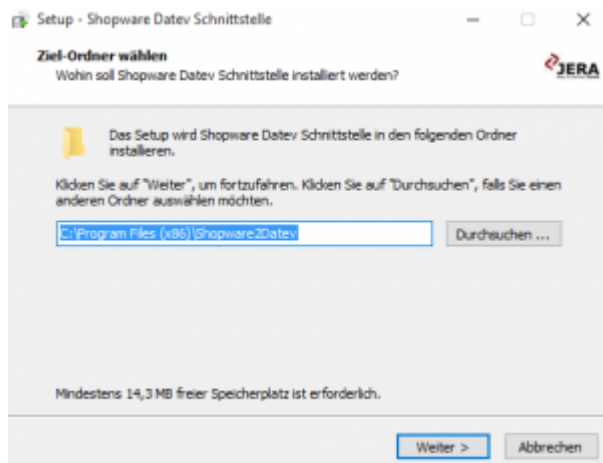 Setup - Shopware Datev Schnittstelle
Ziel-Ordner wählen
Wohin soll Shopware Datev Schnittstelle installiert werden?
JERA
Das Setup wird Shopware Datev Schnittstelle in den folgenden Ordner
installieren.
Klicken Sie auf "Weiter", um fortzufahren. Klicken Sie auf "Durchsuchen", falls Sie einen
anderen Ordner auswählen möchten.
C:\Program Files (x86)\Shopware2Datev
Durchsuchen ...
Mindestens 14,3 MB freier Speicherplatz ist erforderlich.
Weiter >
Abbrechen